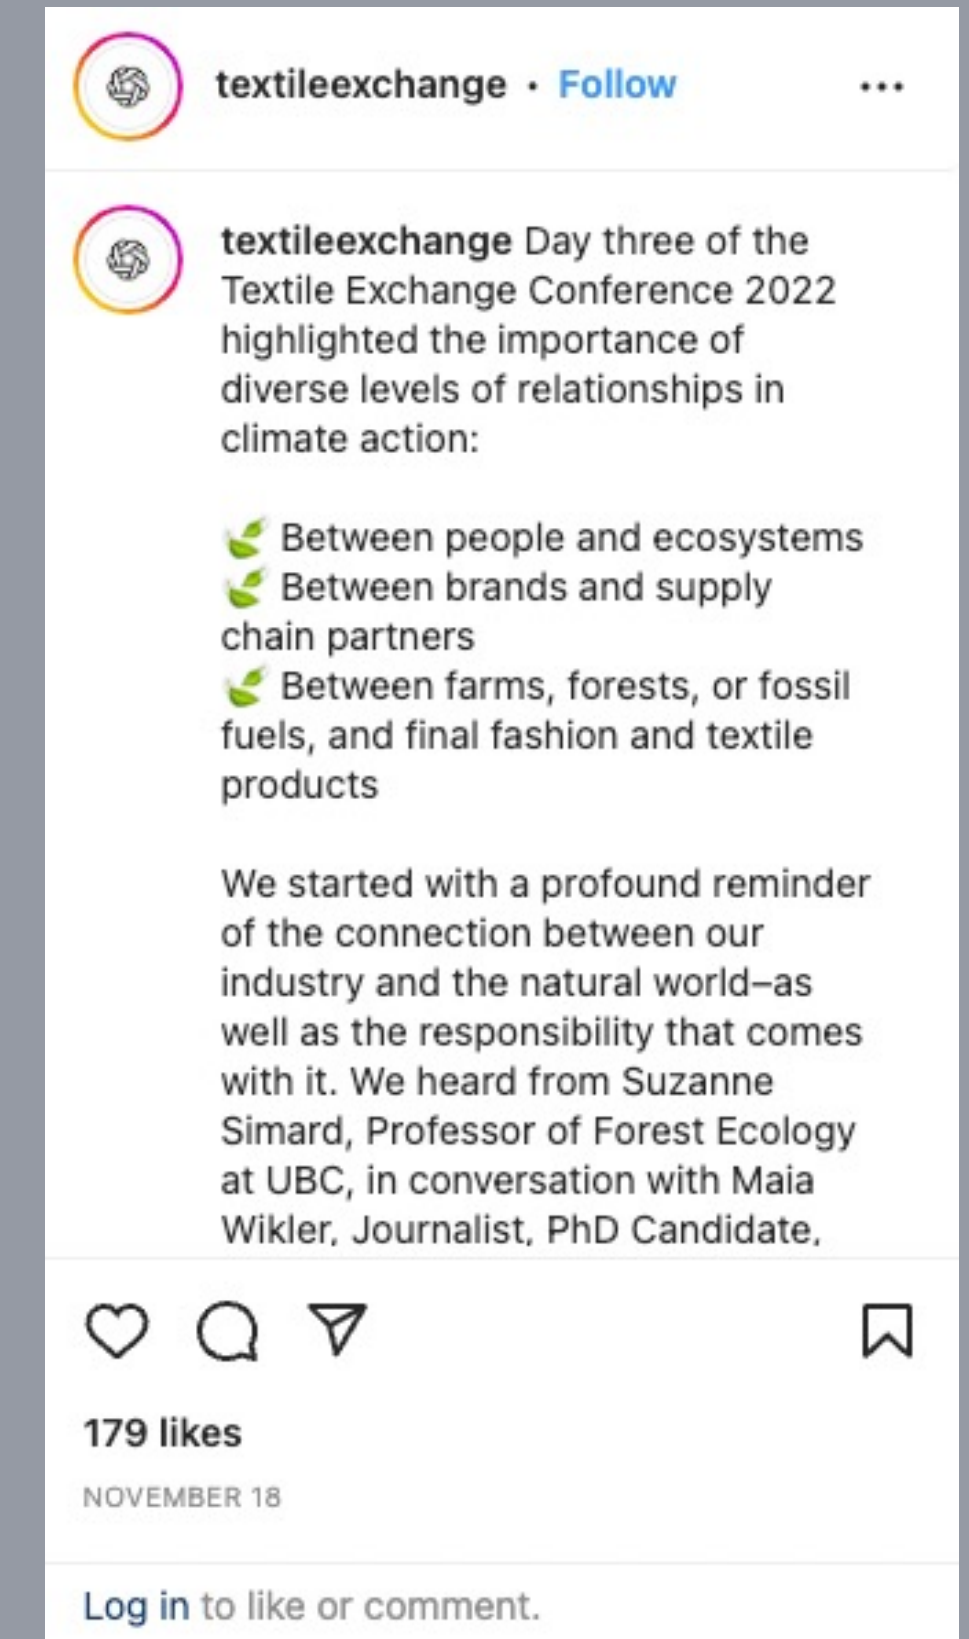 textileexchange • Follow
textileexchange Day three of the
Textile Exchange Conference 2022
highlighted the importance of
diverse levels of relationships in
climate action:
🌿 Between people and ecosystems
🌿 Between brands and supply
chain partners
🌿 Between farms, forests, or fossil
fuels, and final fashion and textile
products
We started with a profound reminder
of the connection between our
industry and the natural world–as
well as the responsibility that comes
with it. We heard from Suzanne
Simard, Professor of Forest Ecology
at UBC, in conversation with Maia
Wikler, Journalist, PhD Candidate,
179 likes
NOVEMBER 18
Log in to like or comment.